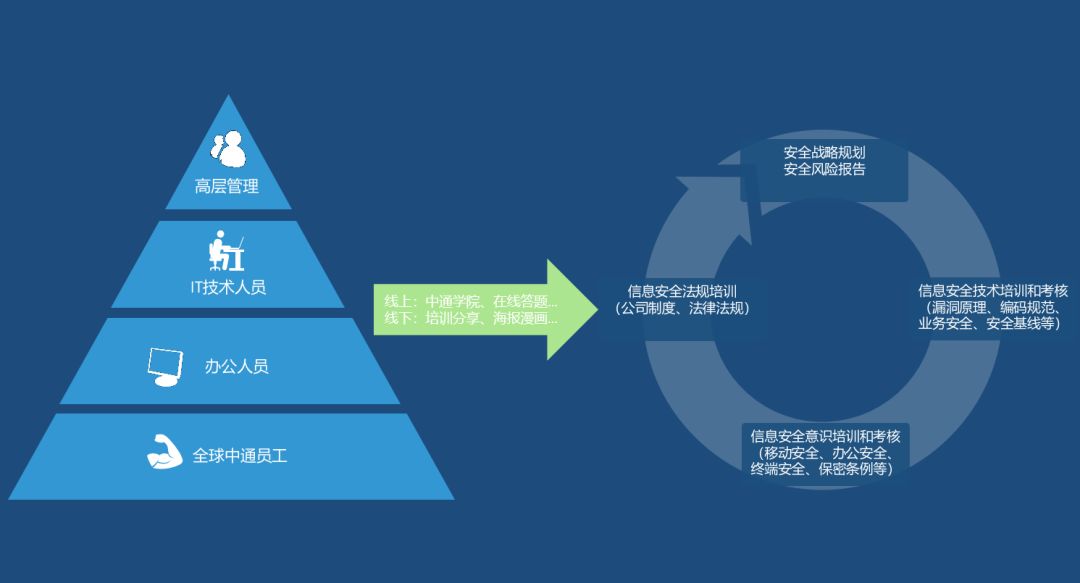 高层管理
IT技术人员
办公人员
全球中通员工
线上：中通学院、在线答题...
线下：培训分享、海报漫画...
安全战略规划
安全风险报告
信息安全法规培训
（公司制度、法律法规）
信息安全技术培训和考核
（漏洞原理、编码规范、
业务安全、安全基线等）
信息安全意识培训和考核
（移动安全、办公安全、
终端安全、保密条例等）